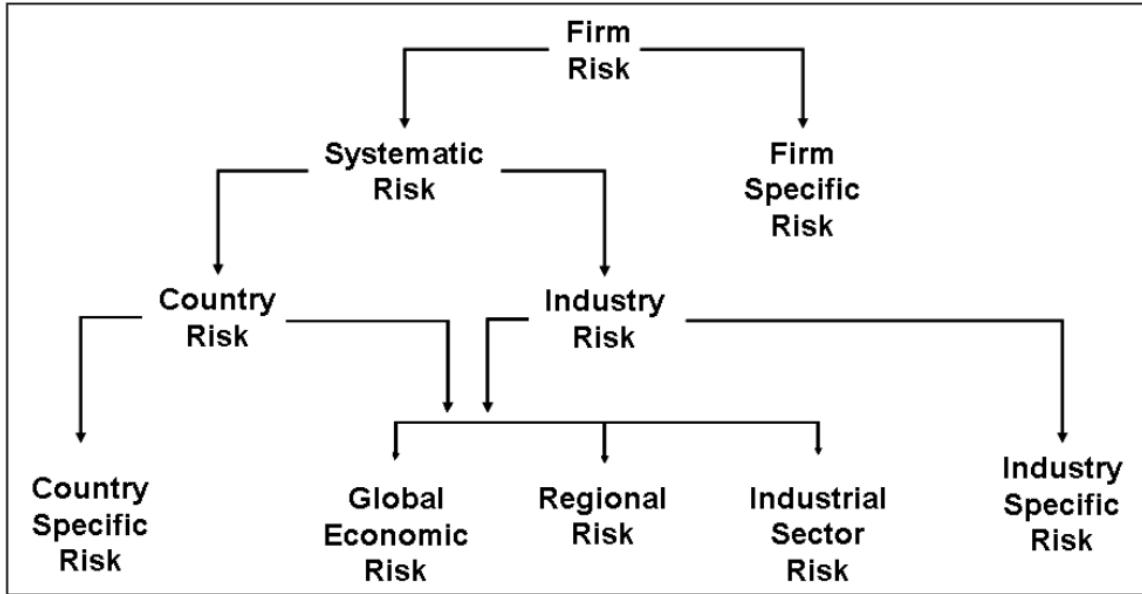 Firm
Risk
Systematic
Risk
Firm
Specific
Risk
Country
Risk
Industry
Risk
Country
Specific
Risk
Global
Economic
Risk
Regional
Risk
Industrial
Sector
Risk
Industry
Specific
Risk